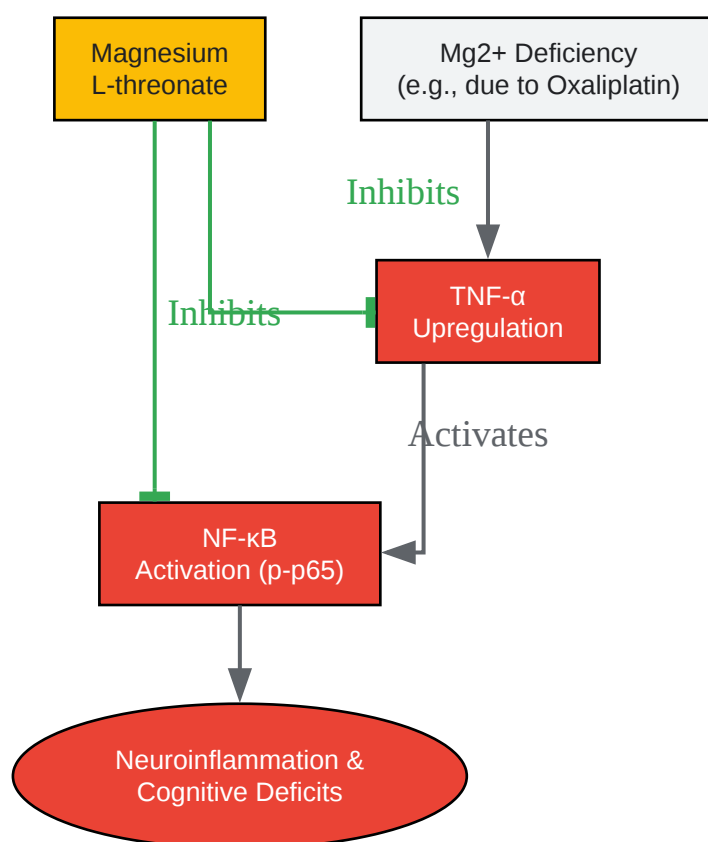 Magnesium
L-threonate
Mg2+ Deficiency
(e.g., due to Oxaliplatin)
Inhibits
TNF-α
Upregulation
Inhibits
Activates
NF-κB
Activation (p-p65)
Neuroinflammation &
Cognitive Deficits